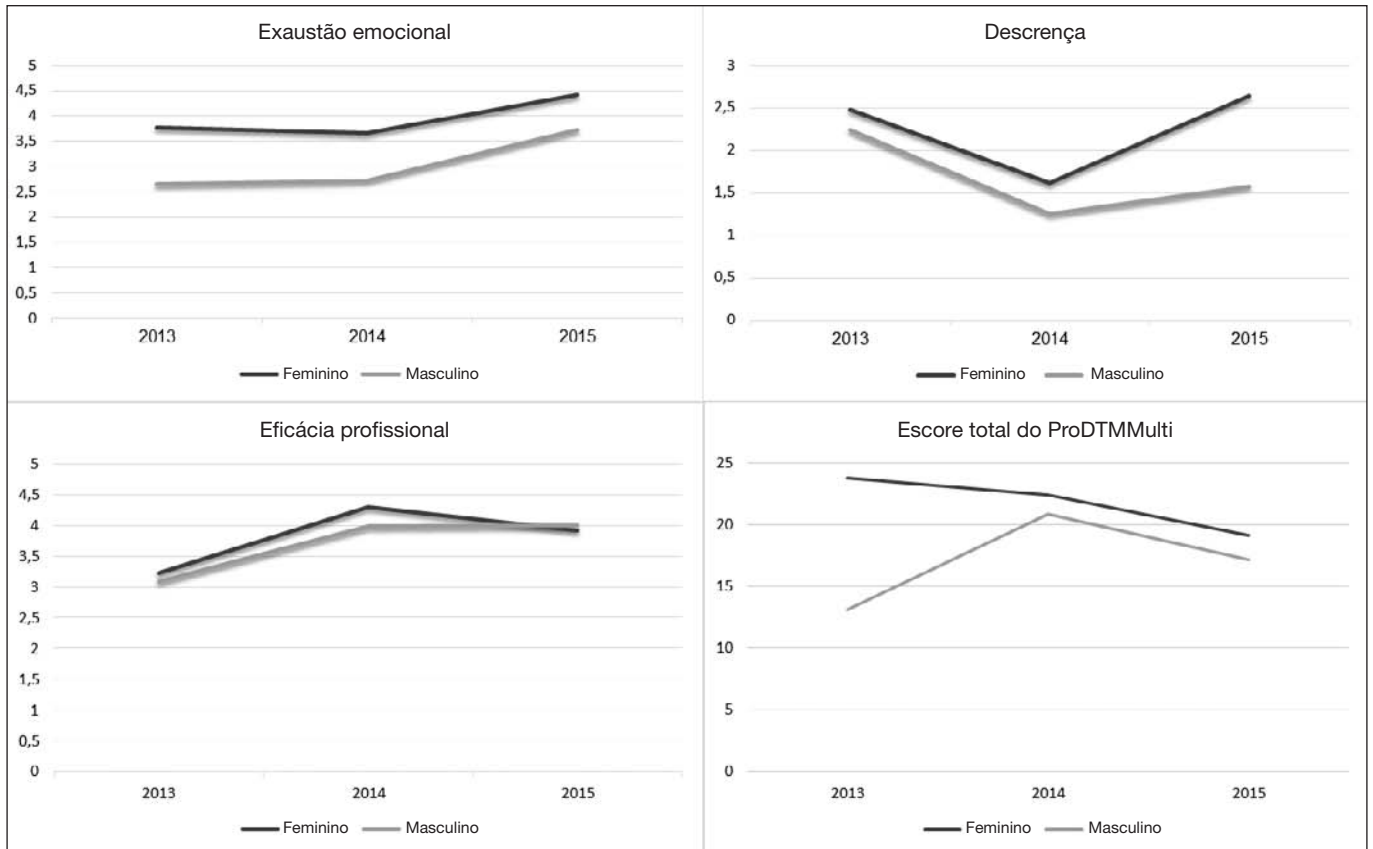 Exaustão emocional
5
4,5
4
3,5
3
2,5
2
1,5
1
0,5
0
2013 2014 2015
Feminino Masculino
Descrença
3
2,5
2
1,5
1
0,5
0
2013 2014 2015
Feminino Masculino
Eficácia profissional
5
4,5
4
3,5
3
2,5
2
1,5
1
0,5
0
2013 2014 2015
Feminino Masculino
Escore total do ProDTMMulti
25
20
15
10
5
0
2013 2014 2015
Feminino Masculino